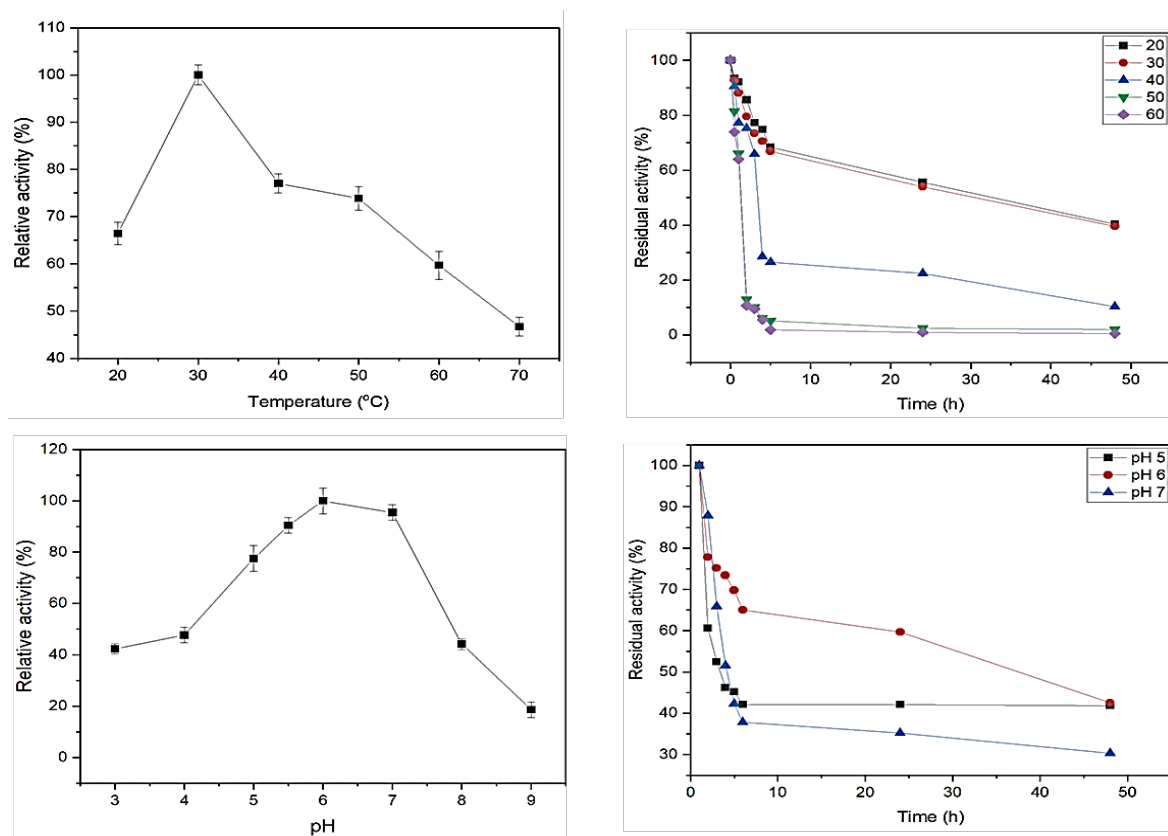 110
100
90
80
70
60
50
40
20 30 40 50 60 70
Relative activity (%)
Temperature (°C)
100
80
60
40
20
0
0 10 20 30 40 50
Residual activity (%)
Time (h)
20
30
40
50
60
120
100
80
60
40
20
0
3 4 5 6 7 8 9
Relative activity (%)
pH
100
90
80
70
60
50
40
30
0 10 20 30 40 50
Residual activity (%)
Time (h)
pH 5
pH 6
pH 7